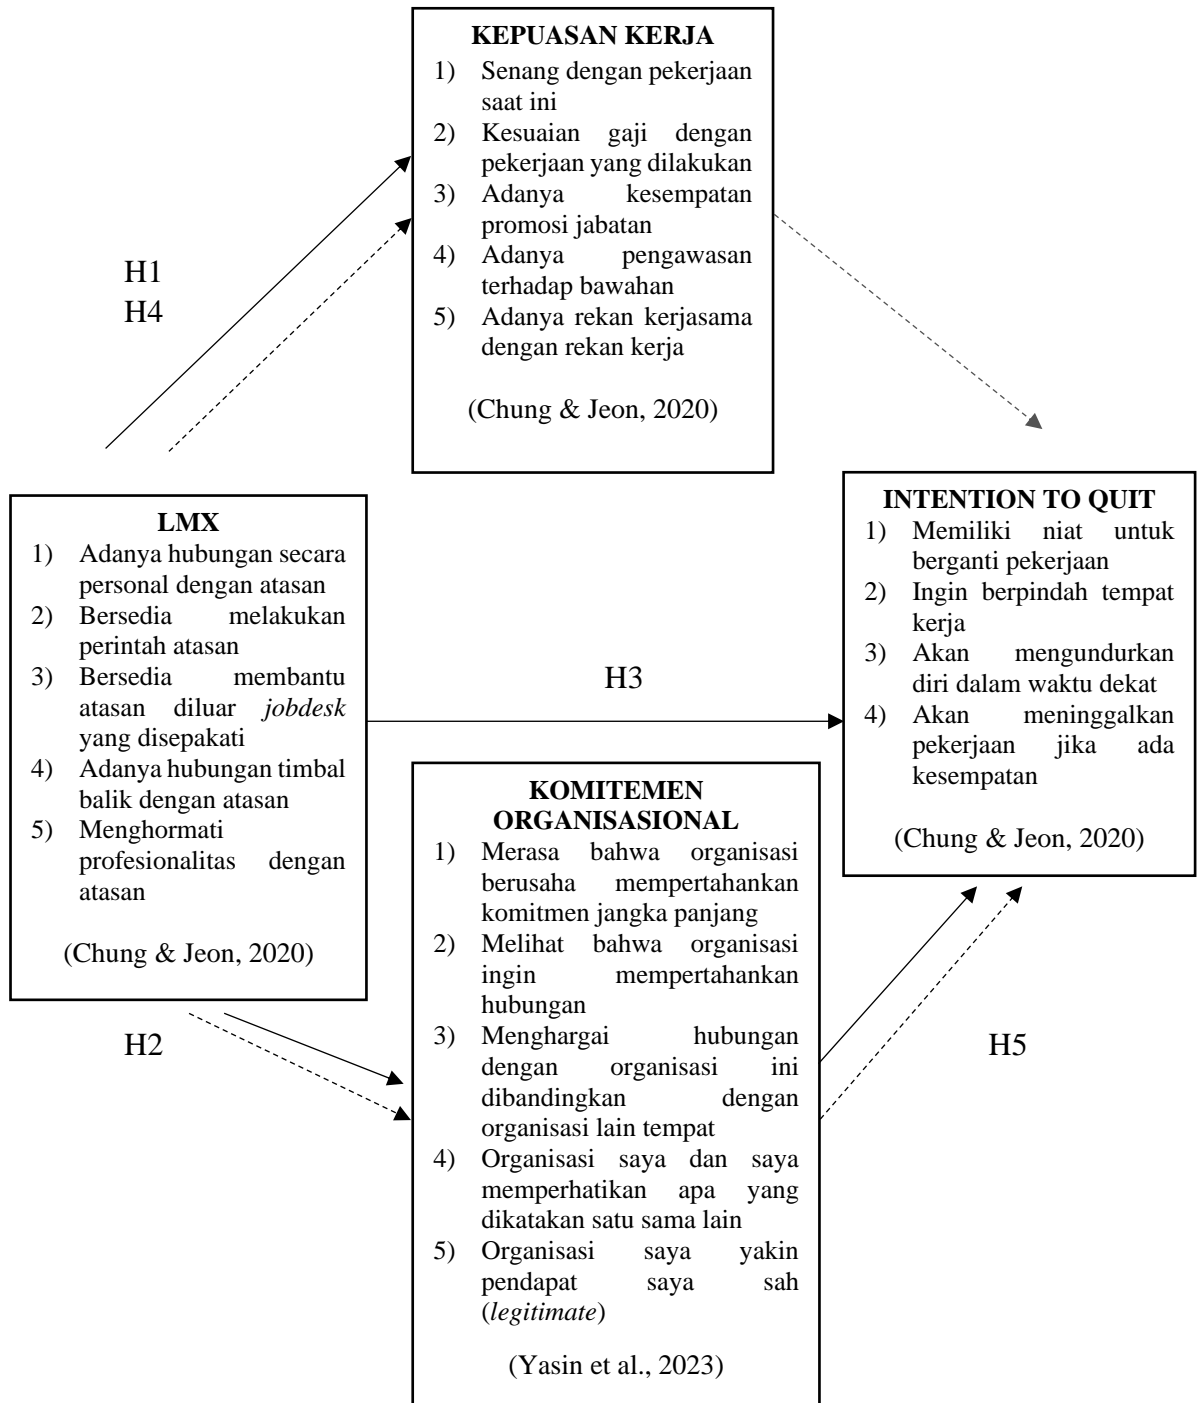 KEPUASAN KERJA
1) Senang dengan pekerjaan
saat ini
2) Kesuaian gaji dengan
pekerjaan yang dilakukan
3) Adanya kesempatan
promosi jabatan
4) Adanya pengawasan
terhadap bawahan
5) Adanya rekan kerjasama
dengan rekan kerja
(Chung & Jeon, 2020)
H1
H4
LMX
1) Adanya hubungan secara
personal dengan atasan
2) Bersedia melakukan
perintah atasan
3) Bersedia membantu
atasan diluar jobdesk
yang disepakati
4) Adanya hubungan timbal
balik dengan atasan
5) Menghormati
profesionalitas dengan
atasan
(Chung & Jeon, 2020)
H3
INTENTION TO QUIT
1) Memiliki niat untuk
berganti pekerjaan
2) Ingin berpindah tempat
kerja
3) Akan mengundurkan
diri dalam waktu dekat
4) Akan meninggalkan
pekerjaan jika ada
kesempatan
(Chung & Jeon, 2020)
H2
KOMITEMEN
ORGANISASIONAL
1) Merasa bahwa organisasi
berusaha mempertahankan
komitmen jangka panjang
2) Melihat bahwa organisasi
ingin mempertahankan
hubungan
3) Menghargai hubungan
dengan organisasi ini
dibandingkan dengan
organisasi lain tempat
4) Organisasi saya dan saya
memperhatikan apa yang
dikatakan satu sama lain
5) Organisasi saya yakin
pendapat saya sah
(legitimate)
(Yasin et al., 2023)
H5